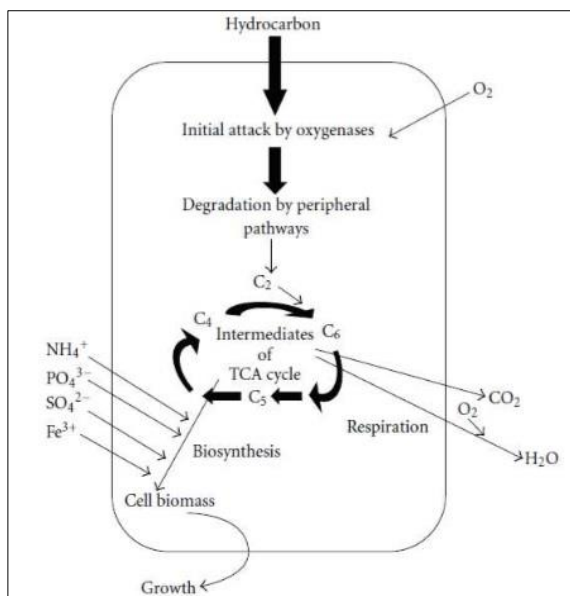 Hydrocarbon
O₂
Initial attack by oxygenases
Degradation by peripheral
pathways
C₂
C₄
C₆
Intermediates
of
TCA cycle
C₅
NH₄⁺
PO₄³⁻
SO₄²⁻
Fe³⁺
CO₂
O₂
Respiration
H₂O
Biosynthesis
Cell biomass
Growth